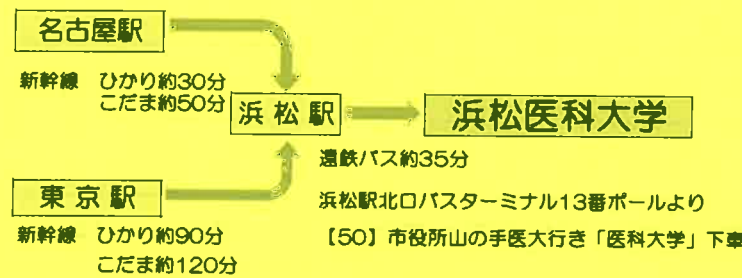 名古屋駅
新幹線 ひかり約30分
こだま約50分
浜松駅
浜松医科大学
遠鉄バス約35分
東京駅
浜松駅北口バスターミナル13番ポールより
新幹線 ひかり約90分
【50】市役所山の手医大行き「医科大学」下車
こだま約120分